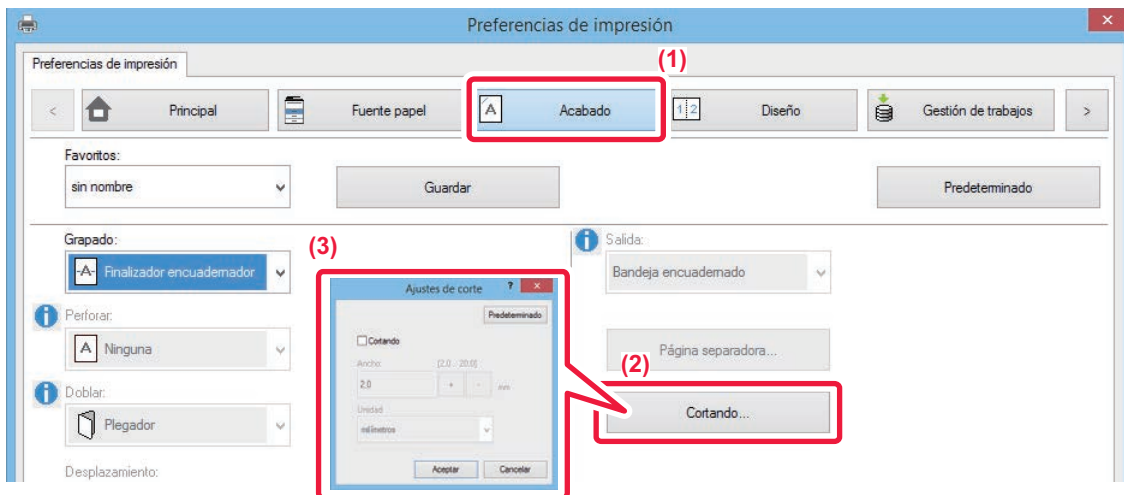 Preferencias de impresión
Preferencias de impresión
(1)
< Principal Fuente papel Acabado Diseño Gestión de trabajos >
Favoritos:
sin nombre Guardar Predeterminado
Grapado:
(3)
Salida:
Finalizador encuadernador
Bandeja encuadernado
Ajustes de corte ?
Predeterminado
Perforar:
Cortando
Ninguna
Página separadora...
Ancho: [2.0 - 20.0]
(2)
2.0 + - mm
Doblar:
Unidad:
Cortando...
Plegador
milímetros
Aceptar Cancelar
Desplazamiento: